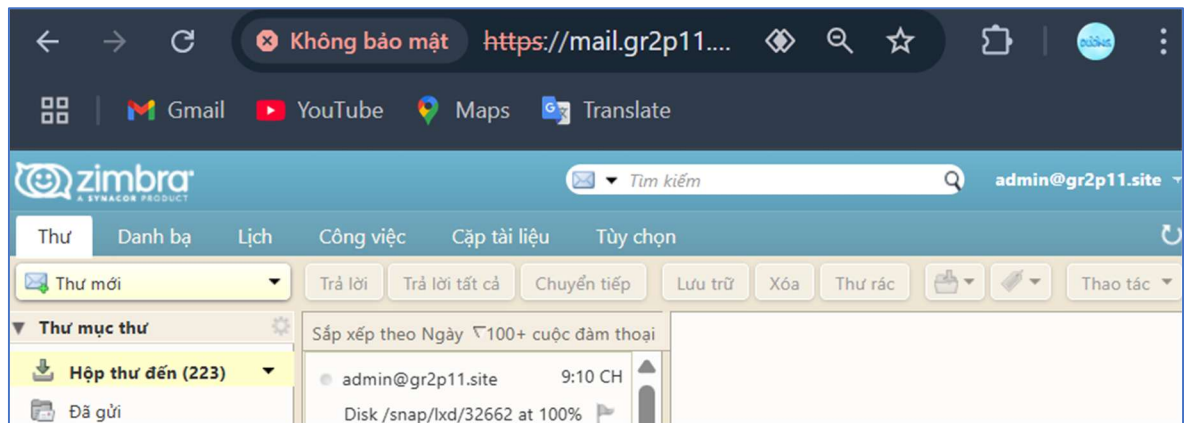 Không bảo mật https://mail.gr2p11....
Gmail YouTube Maps Translate
zimbra
A SYNACOR PRODUCT
Tìm kiếm
admin@gr2p11.site
Thư Danh bạ Lịch Công việc Cặp tài liệu Tùy chọn
Thư mới Trả lời Trả lời tất cả Chuyển tiếp Lưu trữ Xóa Thư rác Thao tác
Thư mục thư
Sắp xếp theo Ngày 100+ cuộc đàm thoại
Hộp thư đến (223)
admin@gr2p11.site 9:10 CH
Đã gửi
Disk /snap/lxd/32662 at 100%